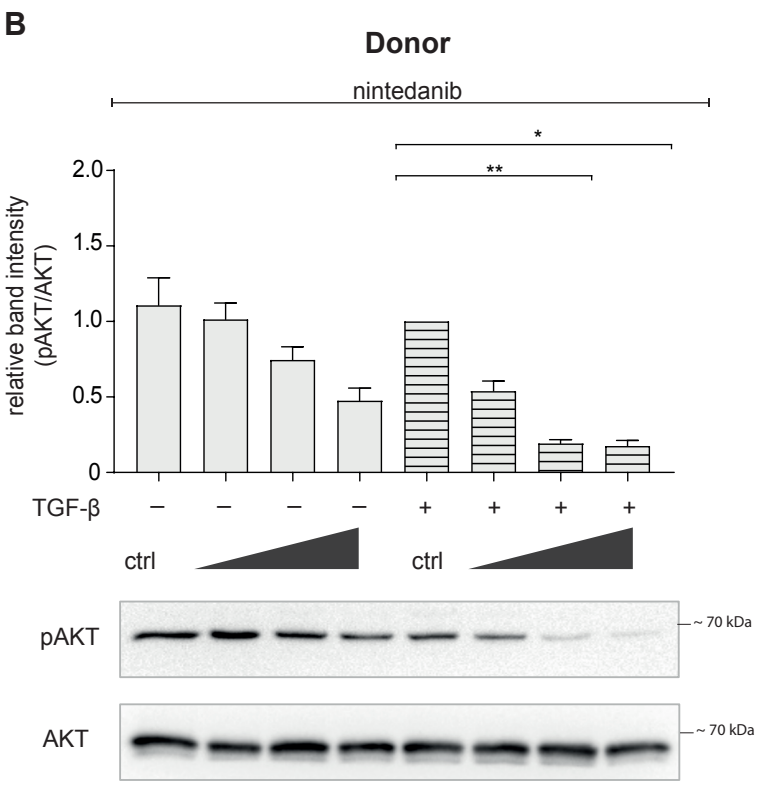 B
Donor
nintedanib
*
**
relative band intensity
(pAKT/AKT)
2.0
1.5
1.0
0.5
0
TGF-β − − − − + + + +
ctrl ctrl
pAKT
~ 70 kDa
AKT
~ 70 kDa